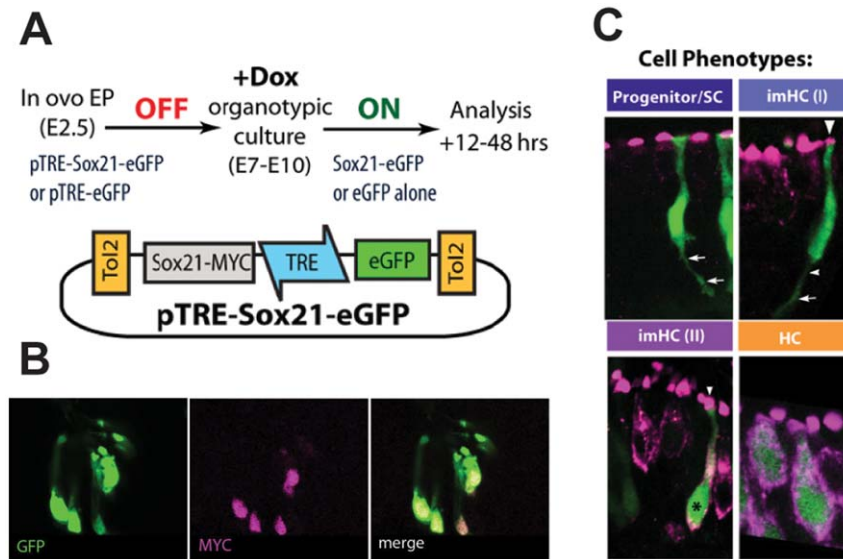 A
In ovo EP
(E2.5)
OFF
+Dox
organotypic
culture
(E7-E10)
ON
Analysis
+12-48 hrs
pTRE-Sox21-eGFP
or pTRE-eGFP
Sox21-eGFP
or eGFP alone
Tol2
Sox21-MYC
TRE
eGFP
Tol2
pTRE-Sox21-eGFP
B
GFP
MYC
merge
C
Cell Phenotypes:
Progenitor/SC
imHC (I)
imHC (II)
HC
*